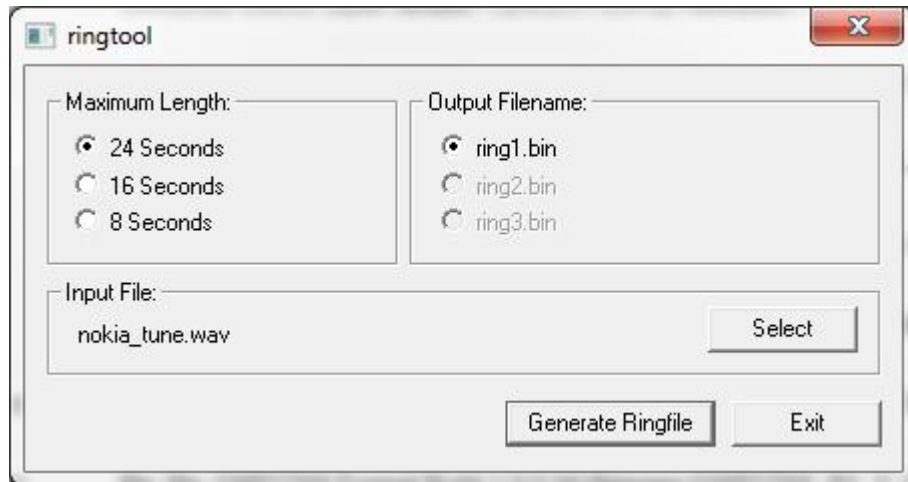 ringtool
Maximum Length:
24 Seconds
16 Seconds
8 Seconds
Output Filename:
ring1.bin
ring2.bin
ring3.bin
Input File:
nokia_tune.wav
Select
Generate Ringfile
Exit